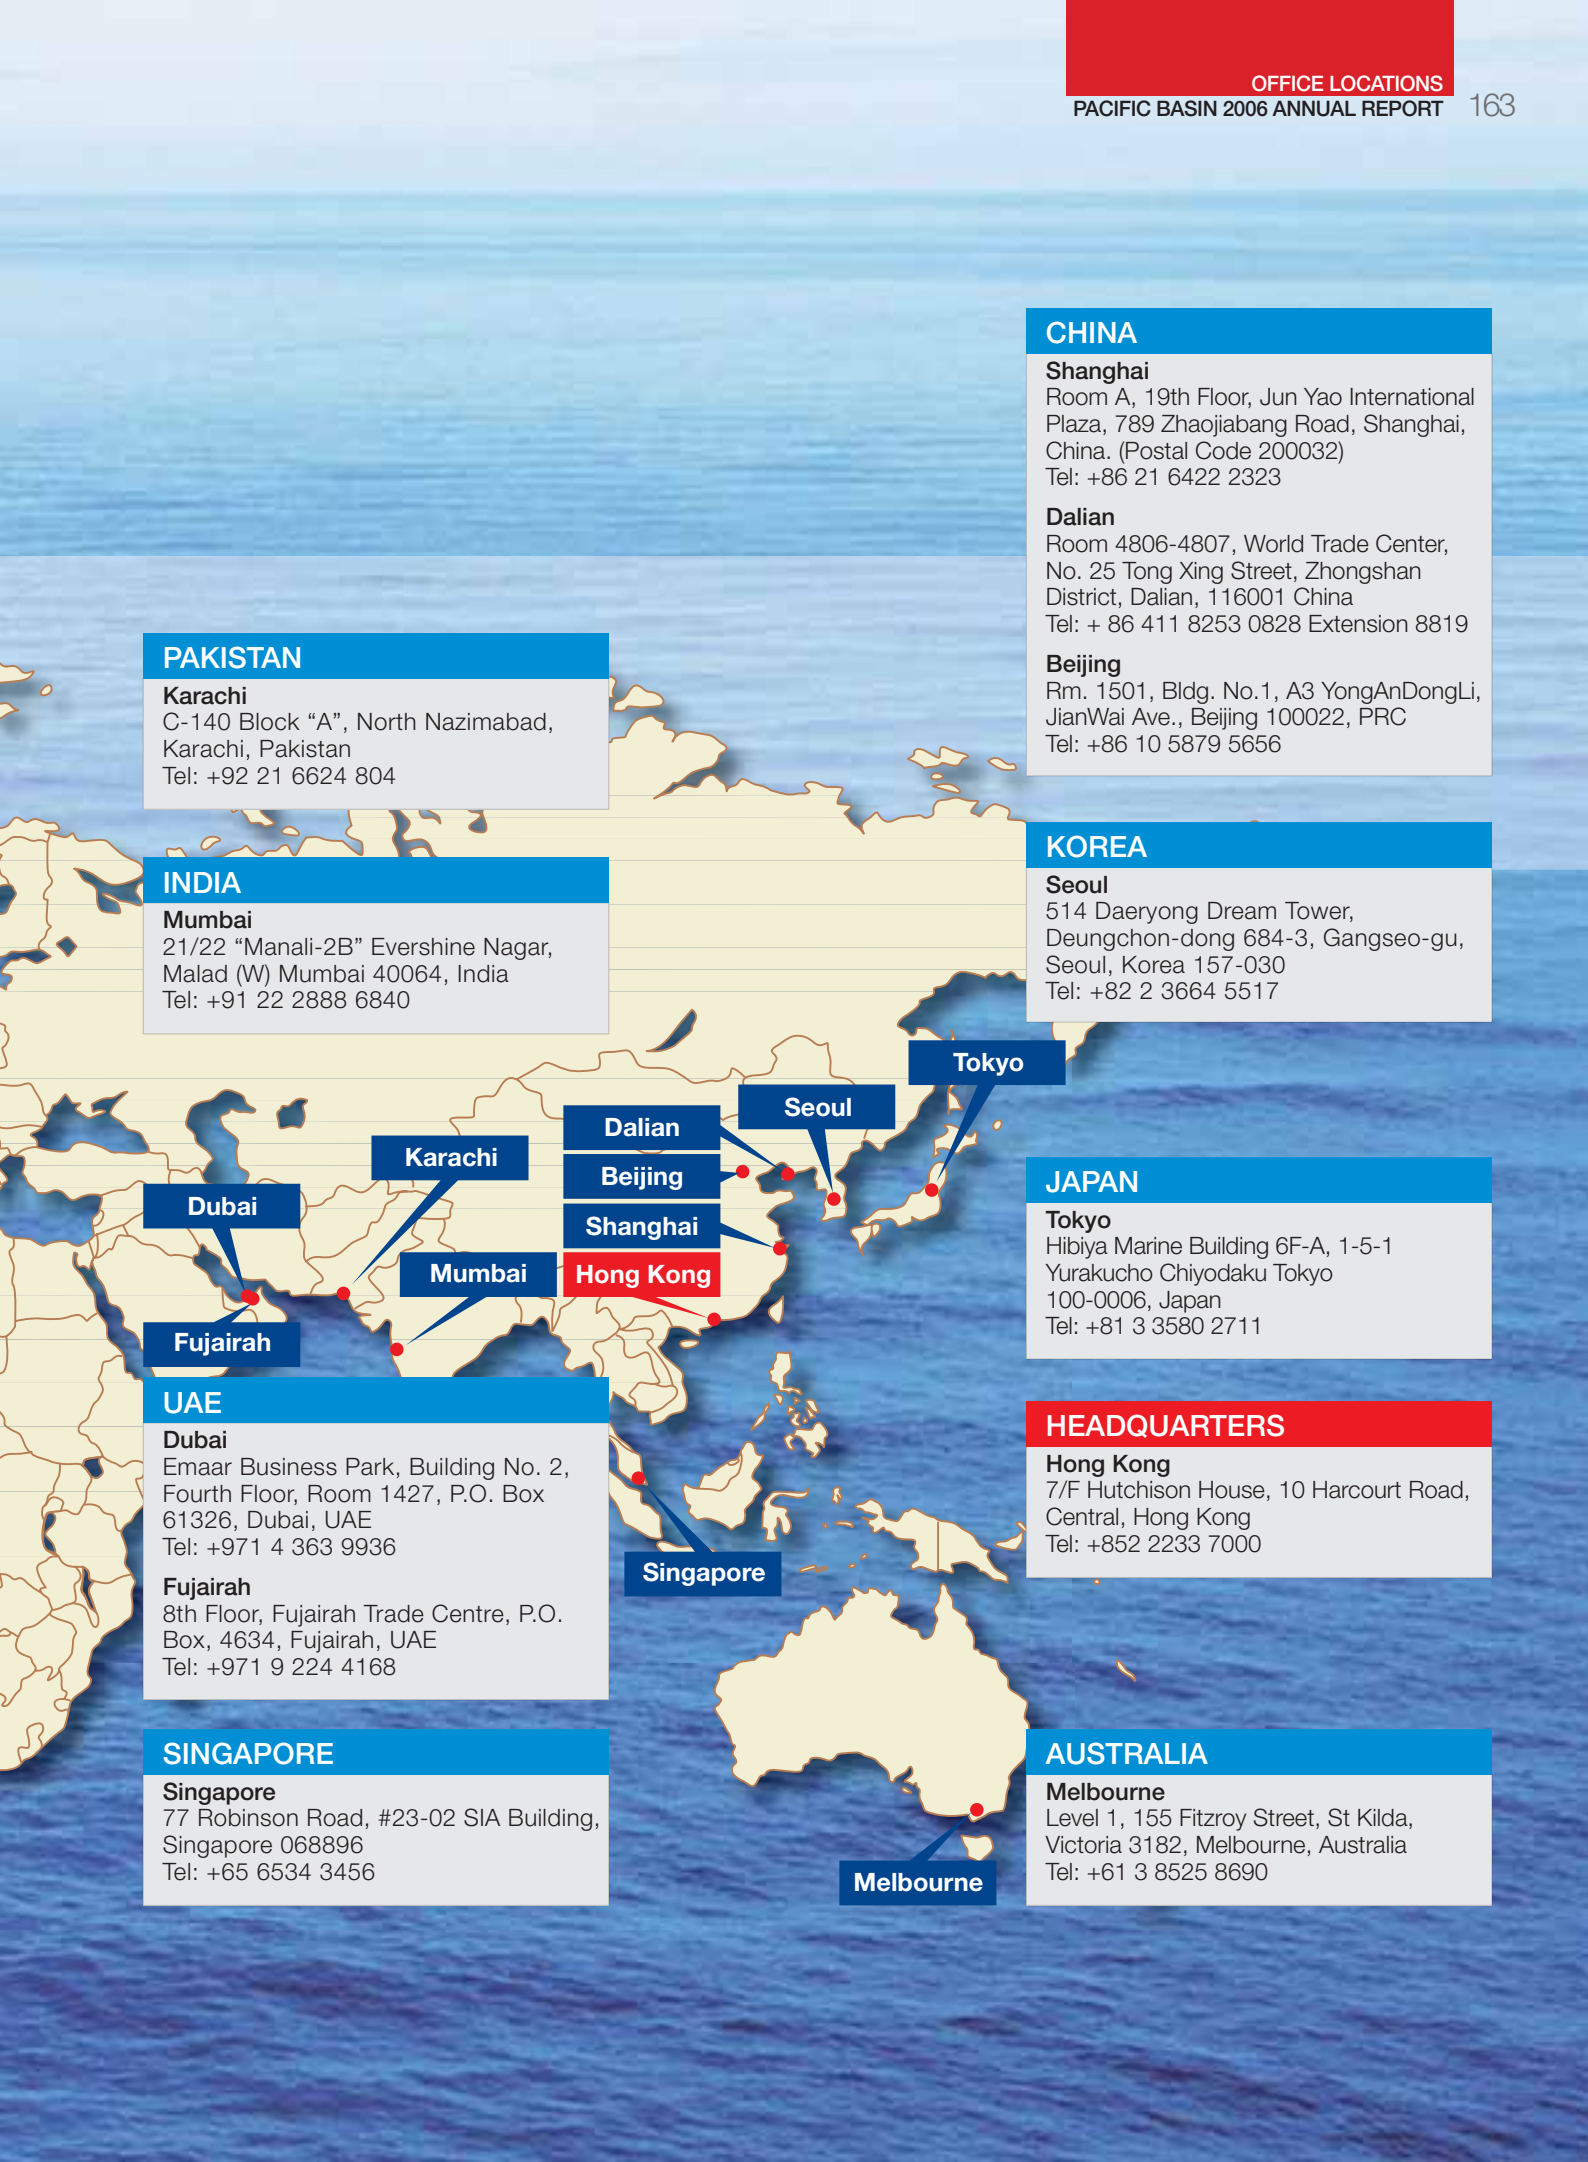 OFFICE LOCATIONS
PACIFIC BASIN 2006 ANNUAL REPORT 163
CHINA
Shanghai
Room A, 19th Floor, Jun Yao International
Plaza, 789 Zhaojiabang Road, Shanghai,
China. (Postal Code 200032)
Tel: +86 21 6422 2323
Dalian
Room 4806-4807, World Trade Center,
No. 25 Tong Xing Street, Zhongshan
District, Dalian, 116001 China
Tel: + 86 411 8253 0828 Extension 8819
Beijing
Rm. 1501, Bldg. No.1, A3 YongAnDongLi,
JianWai Ave., Beijing 100022, PRC
Tel: +86 10 5879 5656
PAKISTAN
Karachi
C-140 Block “A”, North Nazimabad,
Karachi, Pakistan
Tel: +92 21 6624 804
INDIA
Mumbai
21/22 “Manali-2B” Evershine Nagar,
Malad (W) Mumbai 40064, India
Tel: +91 22 2888 6840
KOREA
Seoul
514 Daeryong Dream Tower,
Deungchon-dong 684-3, Gangseo-gu,
Seoul, Korea 157-030
Tel: +82 2 3664 5517
Tokyo
Seoul
Dalian
Karachi
Beijing
Dubai
Shanghai
Mumbai
Hong Kong
Fujairah
Singapore
Melbourne
JAPAN
Tokyo
Hibiya Marine Building 6F-A, 1-5-1
Yurakucho Chiyodaku Tokyo
100-0006, Japan
Tel: +81 3 3580 2711
UAE
Dubai
Emaar Business Park, Building No. 2,
Fourth Floor, Room 1427, P.O. Box
61326, Dubai, UAE
Tel: +971 4 363 9936
Fujairah
8th Floor, Fujairah Trade Centre, P.O.
Box, 4634, Fujairah, UAE
Tel: +971 9 224 4168
HEADQUARTERS
Hong Kong
7/F Hutchison House, 10 Harcourt Road,
Central, Hong Kong
Tel: +852 2233 7000
SINGAPORE
Singapore
77 Robinson Road, #23-02 SIA Building,
Singapore 068896
Tel: +65 6534 3456
AUSTRALIA
Melbourne
Level 1, 155 Fitzroy Street, St Kilda,
Victoria 3182, Melbourne, Australia
Tel: +61 3 8525 8690